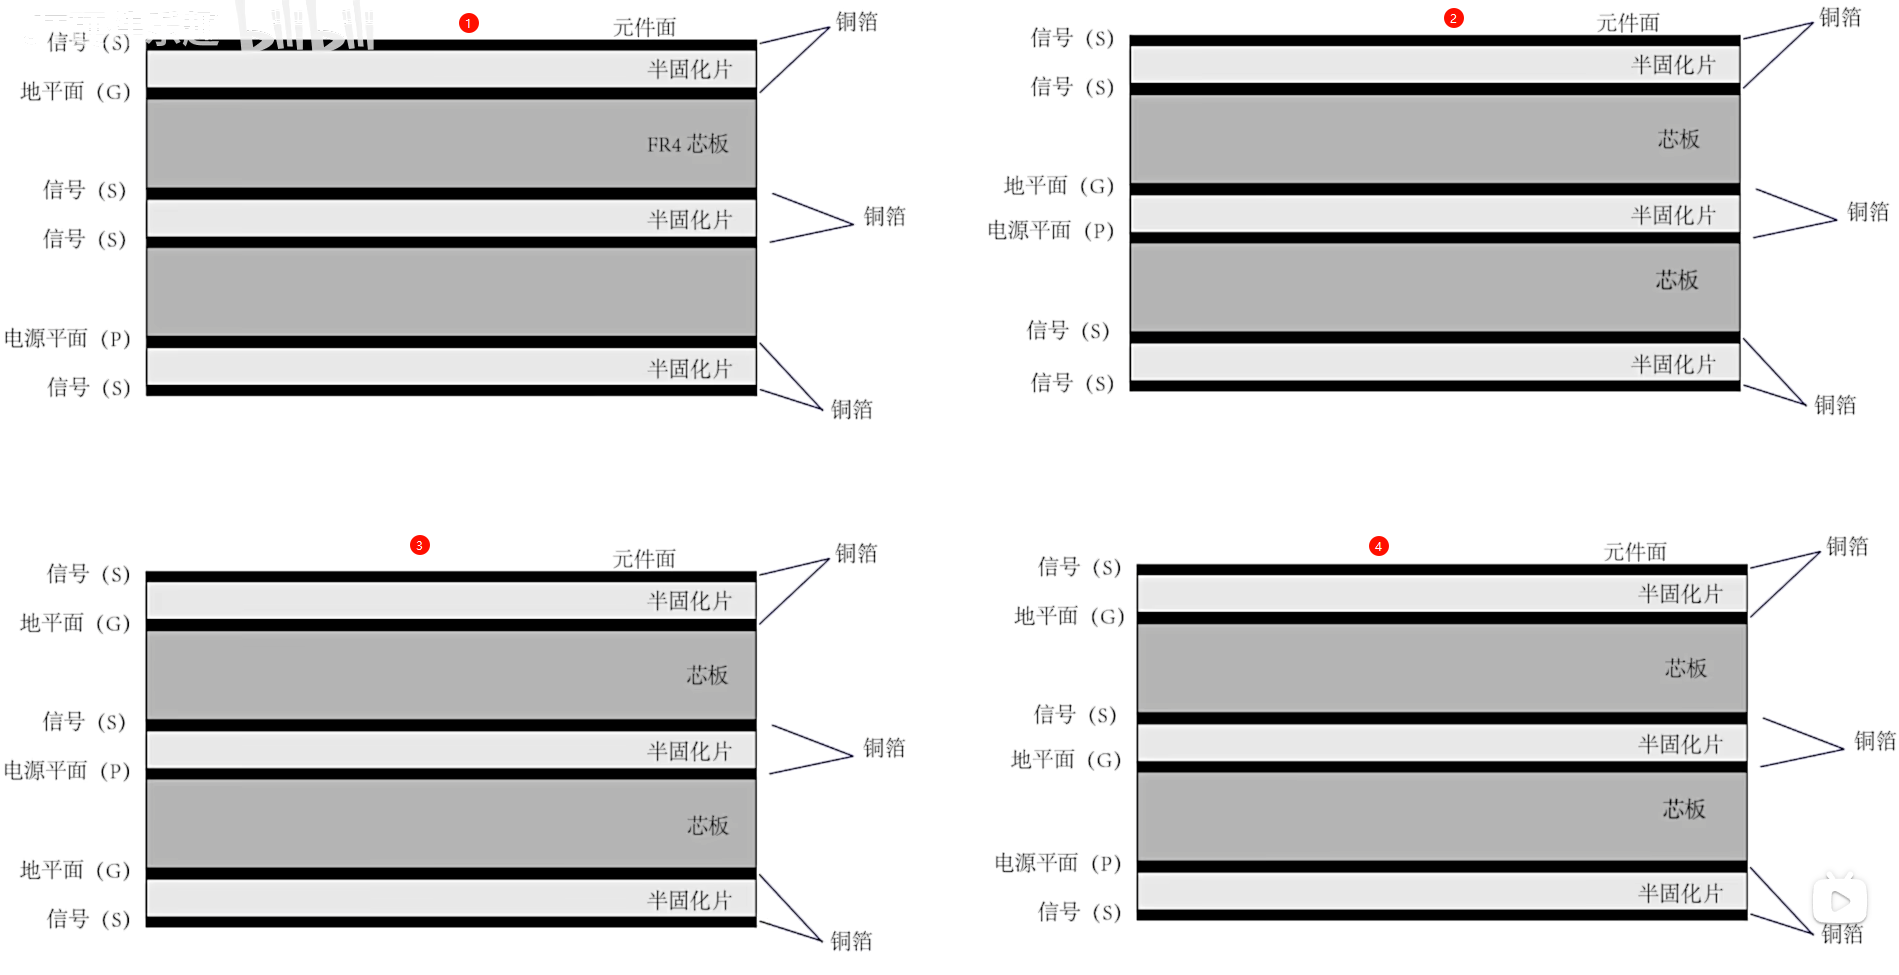 1
元件面
铜箔
信号 (S)
半固化片
地平面 (G)
FR4 芯板
信号 (S)
半固化片
铜箔
信号 (S)
电源平面 (P)
半固化片
信号 (S)
铜箔
2
元件面
铜箔
信号 (S)
半固化片
信号 (S)
芯板
地平面 (G)
半固化片
铜箔
电源平面 (P)
芯板
信号 (S)
半固化片
信号 (S)
铜箔
3
元件面
铜箔
信号 (S)
半固化片
地平面 (G)
芯板
信号 (S)
半固化片
铜箔
电源平面 (P)
芯板
地平面 (G)
半固化片
信号 (S)
铜箔
4
元件面
铜箔
信号 (S)
半固化片
地平面 (G)
芯板
信号 (S)
半固化片
铜箔
地平面 (G)
芯板
电源平面 (P)
半固化片
信号 (S)
铜箔